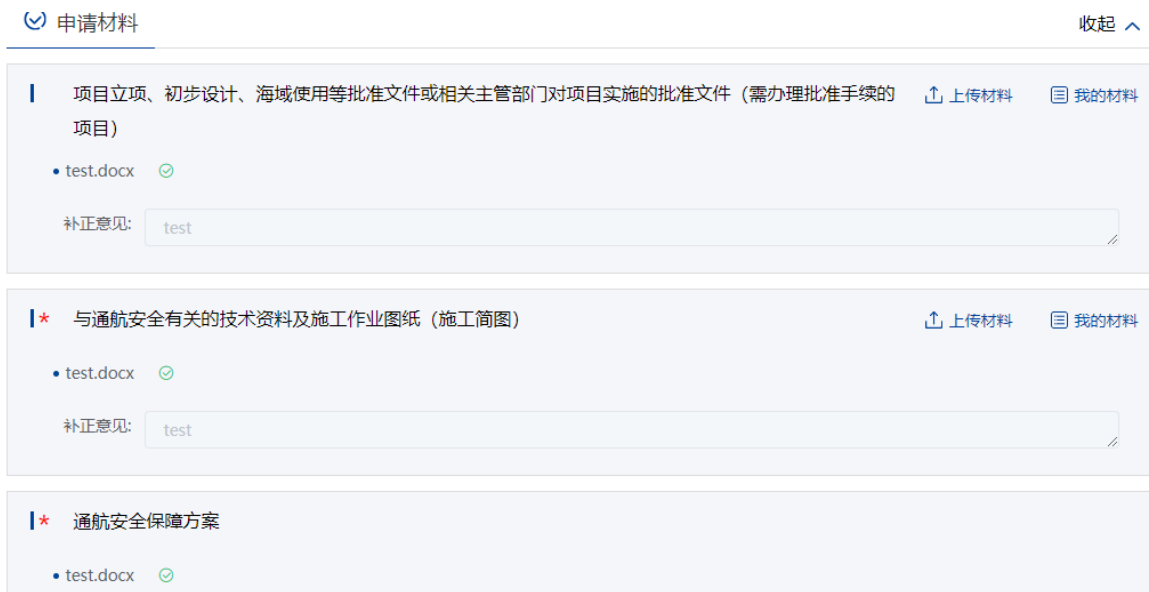 申请材料
收起
项目立项、初步设计、海域使用等批准文件或相关主管部门对项目实施的批准文件（需办理批准手续的
上传材料
我的材料
项目）
test.docx
补正意见:
test
* 与通航安全有关的技术资料及施工作业图纸（施工简图）
上传材料
我的材料
test.docx
补正意见:
test
* 通航安全保障方案
test.docx